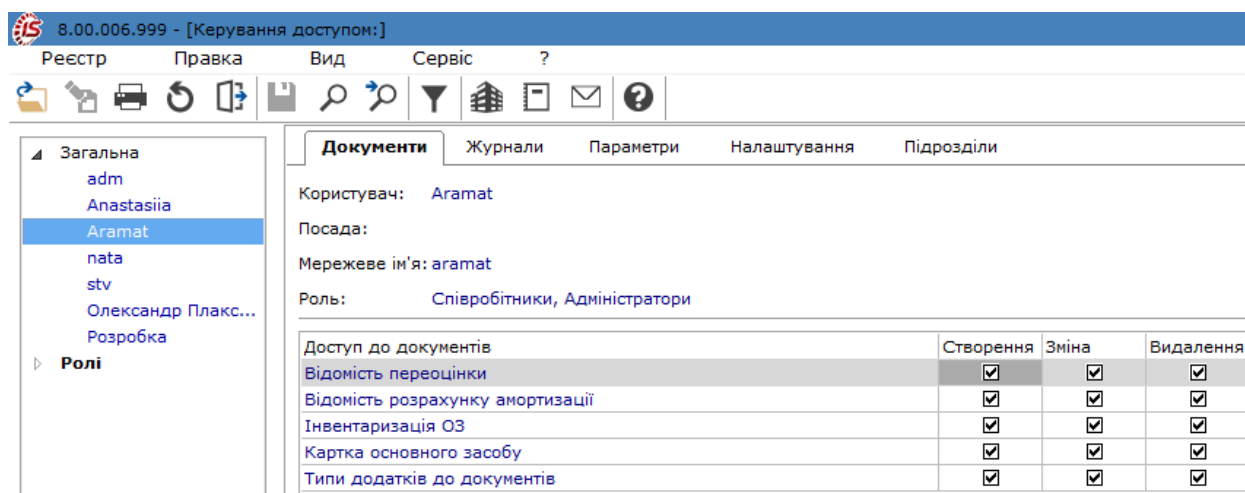 8.00.006.999 - [Керування доступом:]
Реєстр Правка Вид Сервіс ?
Загальна
adm
Anastasiia
Aramat
nata
stv
Олександр Плакс...
Розробка
Ролі
Документи Журнали Параметри Налаштування Підрозділи
Користувач: Aramat
Посада:
Мережеве ім'я: aramat
Роль: Співробітники, Адміністратори
Доступ до документів Створення Зміна Видалення
Відомість переоцінки
Відомість розрахунку амортизації
Інвентаризація ОЗ
Картка основного засобу
Типи додатків до документів